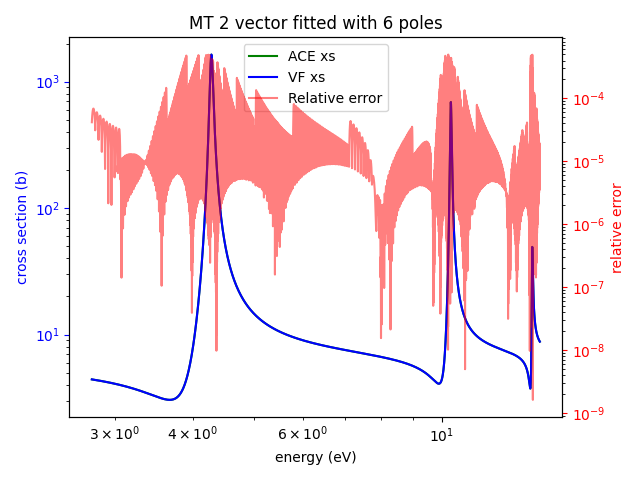 MT 2 vector fitted with 6 poles
ACE xs
VF xs
Relative error
cross section (b)
10³
10²
10¹
relative error
10⁻⁴
10⁻⁵
10⁻⁶
10⁻⁷
10⁻⁸
10⁻⁹
3 × 10⁰ 4 × 10⁰ 6 × 10⁰ 10¹
energy (eV)